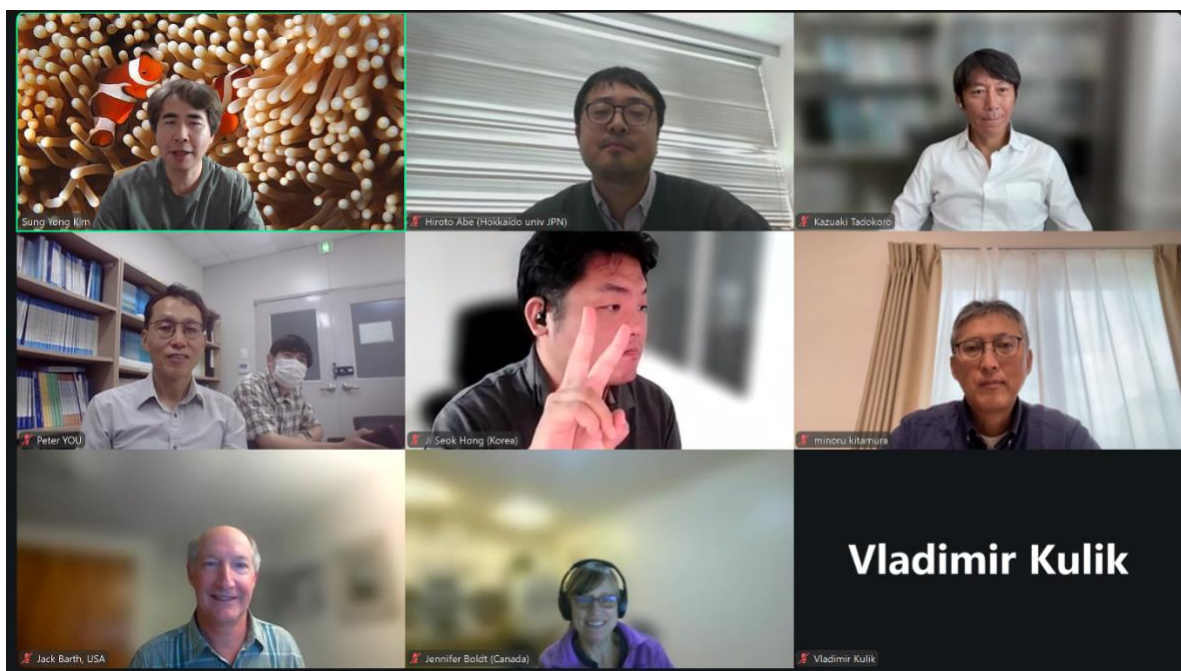 Sung Yong Kim
Hiroto Abe (Hokkaido univ JPN)
Kazuaki Tadokoro
Peter YOU
Ji Seok Hong (Korea)
minoru kitamura
Vladimir Kulik
Jack Barth, USA
Jennifer Boldt (Canada)
Vladimir Kulik